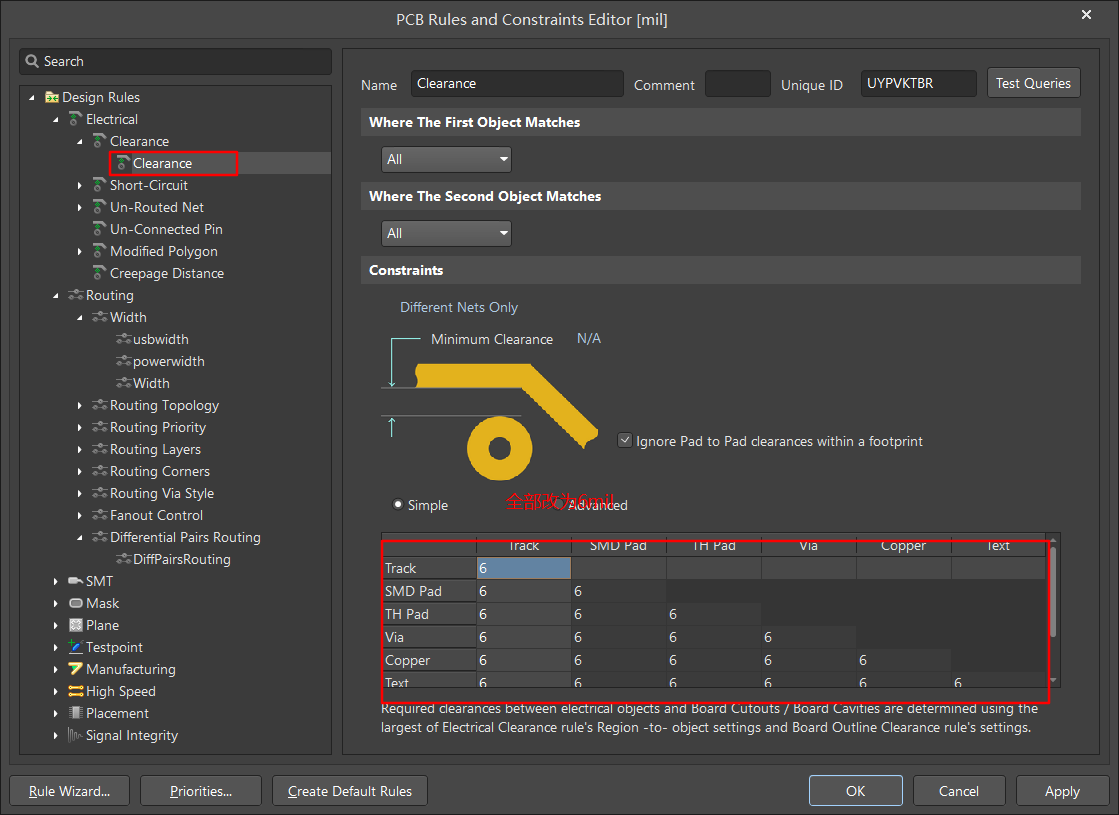 PCB Rules and Constraints Editor [mil]
Search
Design Rules
Electrical
Clearance
Clearance
Short-Circuit
Un-Routed Net
Un-Connected Pin
Modified Polygon
Creepage Distance
Routing
Width
usbwidth
powerwidth
Width
Routing Topology
Routing Priority
Routing Layers
Routing Corners
Routing Via Style
Fanout Control
Differential Pairs Routing
DiffPairsRouting
SMT
Mask
Plane
Testpoint
Manufacturing
High Speed
Placement
Signal Integrity
Name Clearance Comment Unique ID UYPVKTBR Test Queries
Where The First Object Matches
All
Where The Second Object Matches
All
Constraints
Different Nets Only
Minimum Clearance N/A
Ignore Pad to Pad clearances within a footprint
全部改为6mil
Simple Advanced
Track SMD Pad TH Pad Via Copper Text
Track 6
SMD Pad 6 6
TH Pad 6 6 6
Via 6 6 6 6
Copper 6 6 6 6 6
Text 6 6 6 6 6 6
Required clearances between electrical objects and Board Cutouts / Board Cavities are determined using the
largest of Electrical Clearance rule's Region -to- object settings and Board Outline Clearance rule's settings.
Rule Wizard... Priorities... Create Default Rules OK Cancel Apply